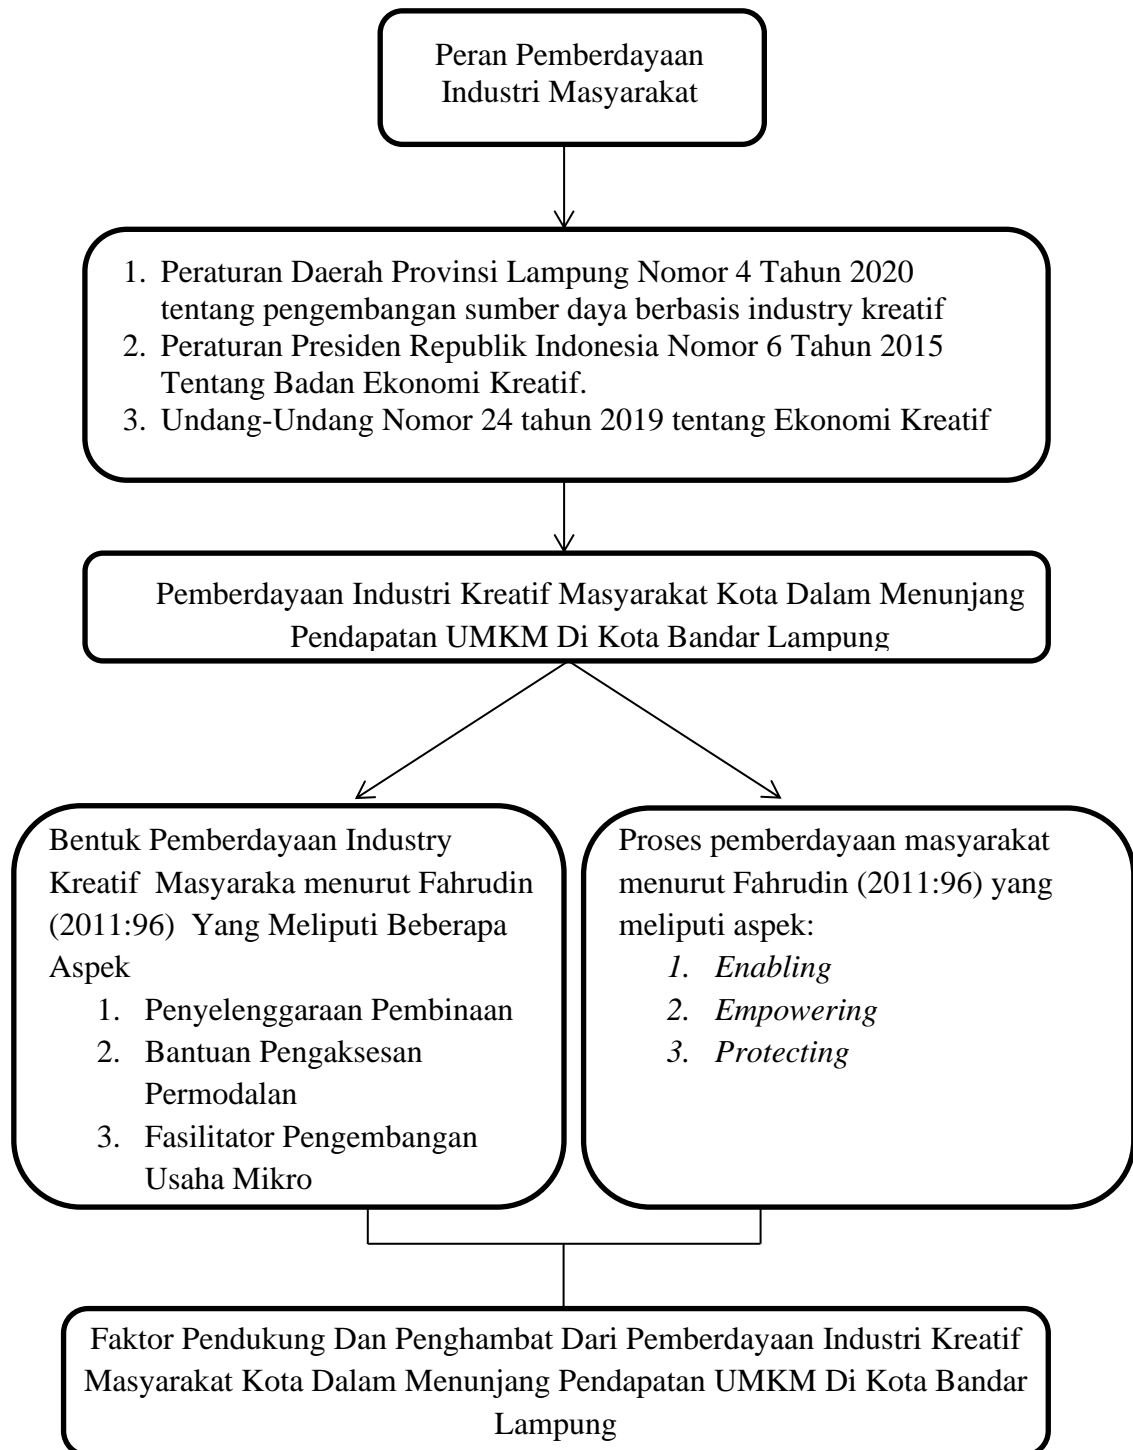 Peran Pemberdayaan
Industri Masyarakat
1. Peraturan Daerah Provinsi Lampung Nomor 4 Tahun 2020
tentang pengembangan sumber daya berbasis industry kreatif
2. Peraturan Presiden Republik Indonesia Nomor 6 Tahun 2015
Tentang Badan Ekonomi Kreatif.
3. Undang-Undang Nomor 24 tahun 2019 tentang Ekonomi Kreatif
Pemberdayaan Industri Kreatif Masyarakat Kota Dalam Menunjang
Pendapatan UMKM Di Kota Bandar Lampung
Bentuk Pemberdayaan Industry
Kreatif Masyaraka menurut Fahrudin
(2011:96) Yang Meliputi Beberapa
Aspek
1. Penyelenggaraan Pembinaan
2. Bantuan Pengaksesan
Permodalan
3. Fasilitator Pengembangan
Usaha Mikro
Proses pemberdayaan masyarakat
menurut Fahrudin (2011:96) yang
meliputi aspek:
1. Enabling
2. Empowering
3. Protecting
Faktor Pendukung Dan Penghambat Dari Pemberdayaan Industri Kreatif
Masyarakat Kota Dalam Menunjang Pendapatan UMKM Di Kota Bandar
Lampung